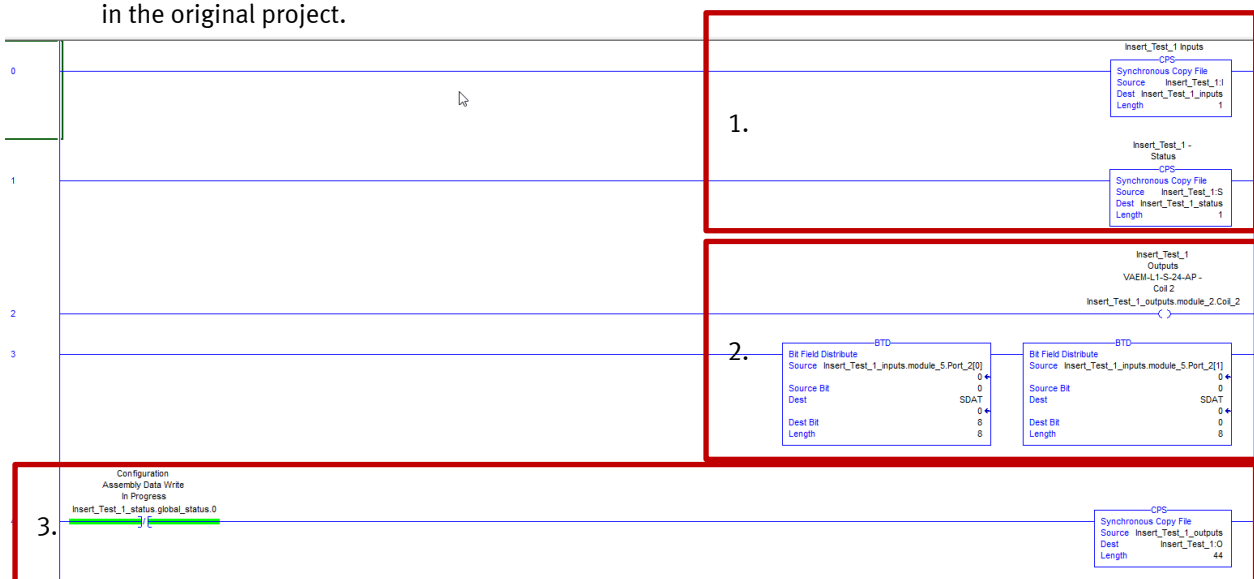 in the original project.
0
Insert_Test_1 Inputs
CPS
Synchronous Copy File
Source Insert_Test_1:I
Dest Insert_Test_1_inputs
Length 1
1.
1
Insert_Test_1 -
Status
CPS
Synchronous Copy File
Source Insert_Test_1:S
Dest Insert_Test_1_status
Length 1
2
Insert_Test_1
Outputs
VAEM-L1-S-24-AP -
Coil 2
Insert_Test_1_outputs.module_2.Coil_2
3
2.
BTD
Bit Field Distribute
Source Insert_Test_1_inputs.module_5.Port_2[0]
0
Source Bit 0
Dest SDAT
0
Dest Bit 8
Length 8
BTD
Bit Field Distribute
Source Insert_Test_1_inputs.module_5.Port_2[1]
0
Source Bit 0
Dest SDAT
0
Dest Bit 0
Length 8
3.
Configuration
Assembly Data Write
In Progress
Insert_Test_1_status.global_status.0
CPS
Synchronous Copy File
Source Insert_Test_1_outputs
Dest Insert_Test_1:O
Length 44